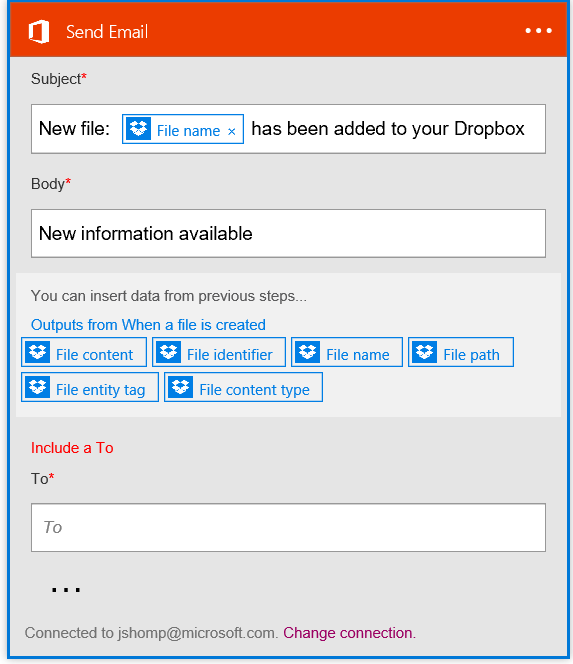 Send Email
Subject*
New file: File name × has been added to your Dropbox
Body*
New information available
You can insert data from previous steps...
Outputs from When a file is created
File content File identifier File name File path
File entity tag File content type
Include a To
To*
To
...
Connected to jshomp@microsoft.com. Change connection.